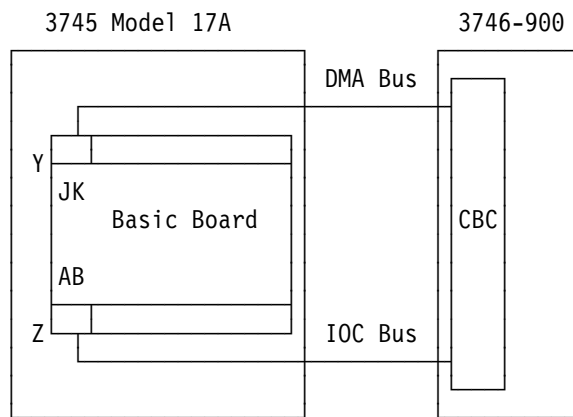 3745 Model 17A 3746-900
DMA Bus
Y
JK
Basic Board CBC
AB
Z IOC Bus